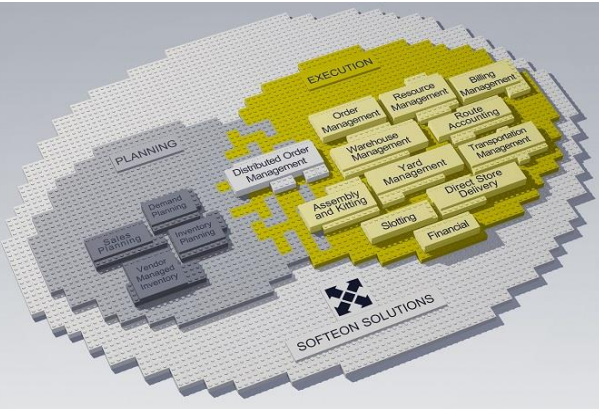 EXECUTION
Billing
Management
Resource
Management
Order
Management
Route
Accounting
Warehouse
Management
Transportation
Management
PLANNING
Distributed Order
Management
Yard
Management
Direct Store
Delivery
Assembly
and Kitting
Slotting
Financial
Demand
Planning
Sales
Planning
Inventory
Planning
Vendor
Managed
Inventory
SOFTEON SOLUTIONS